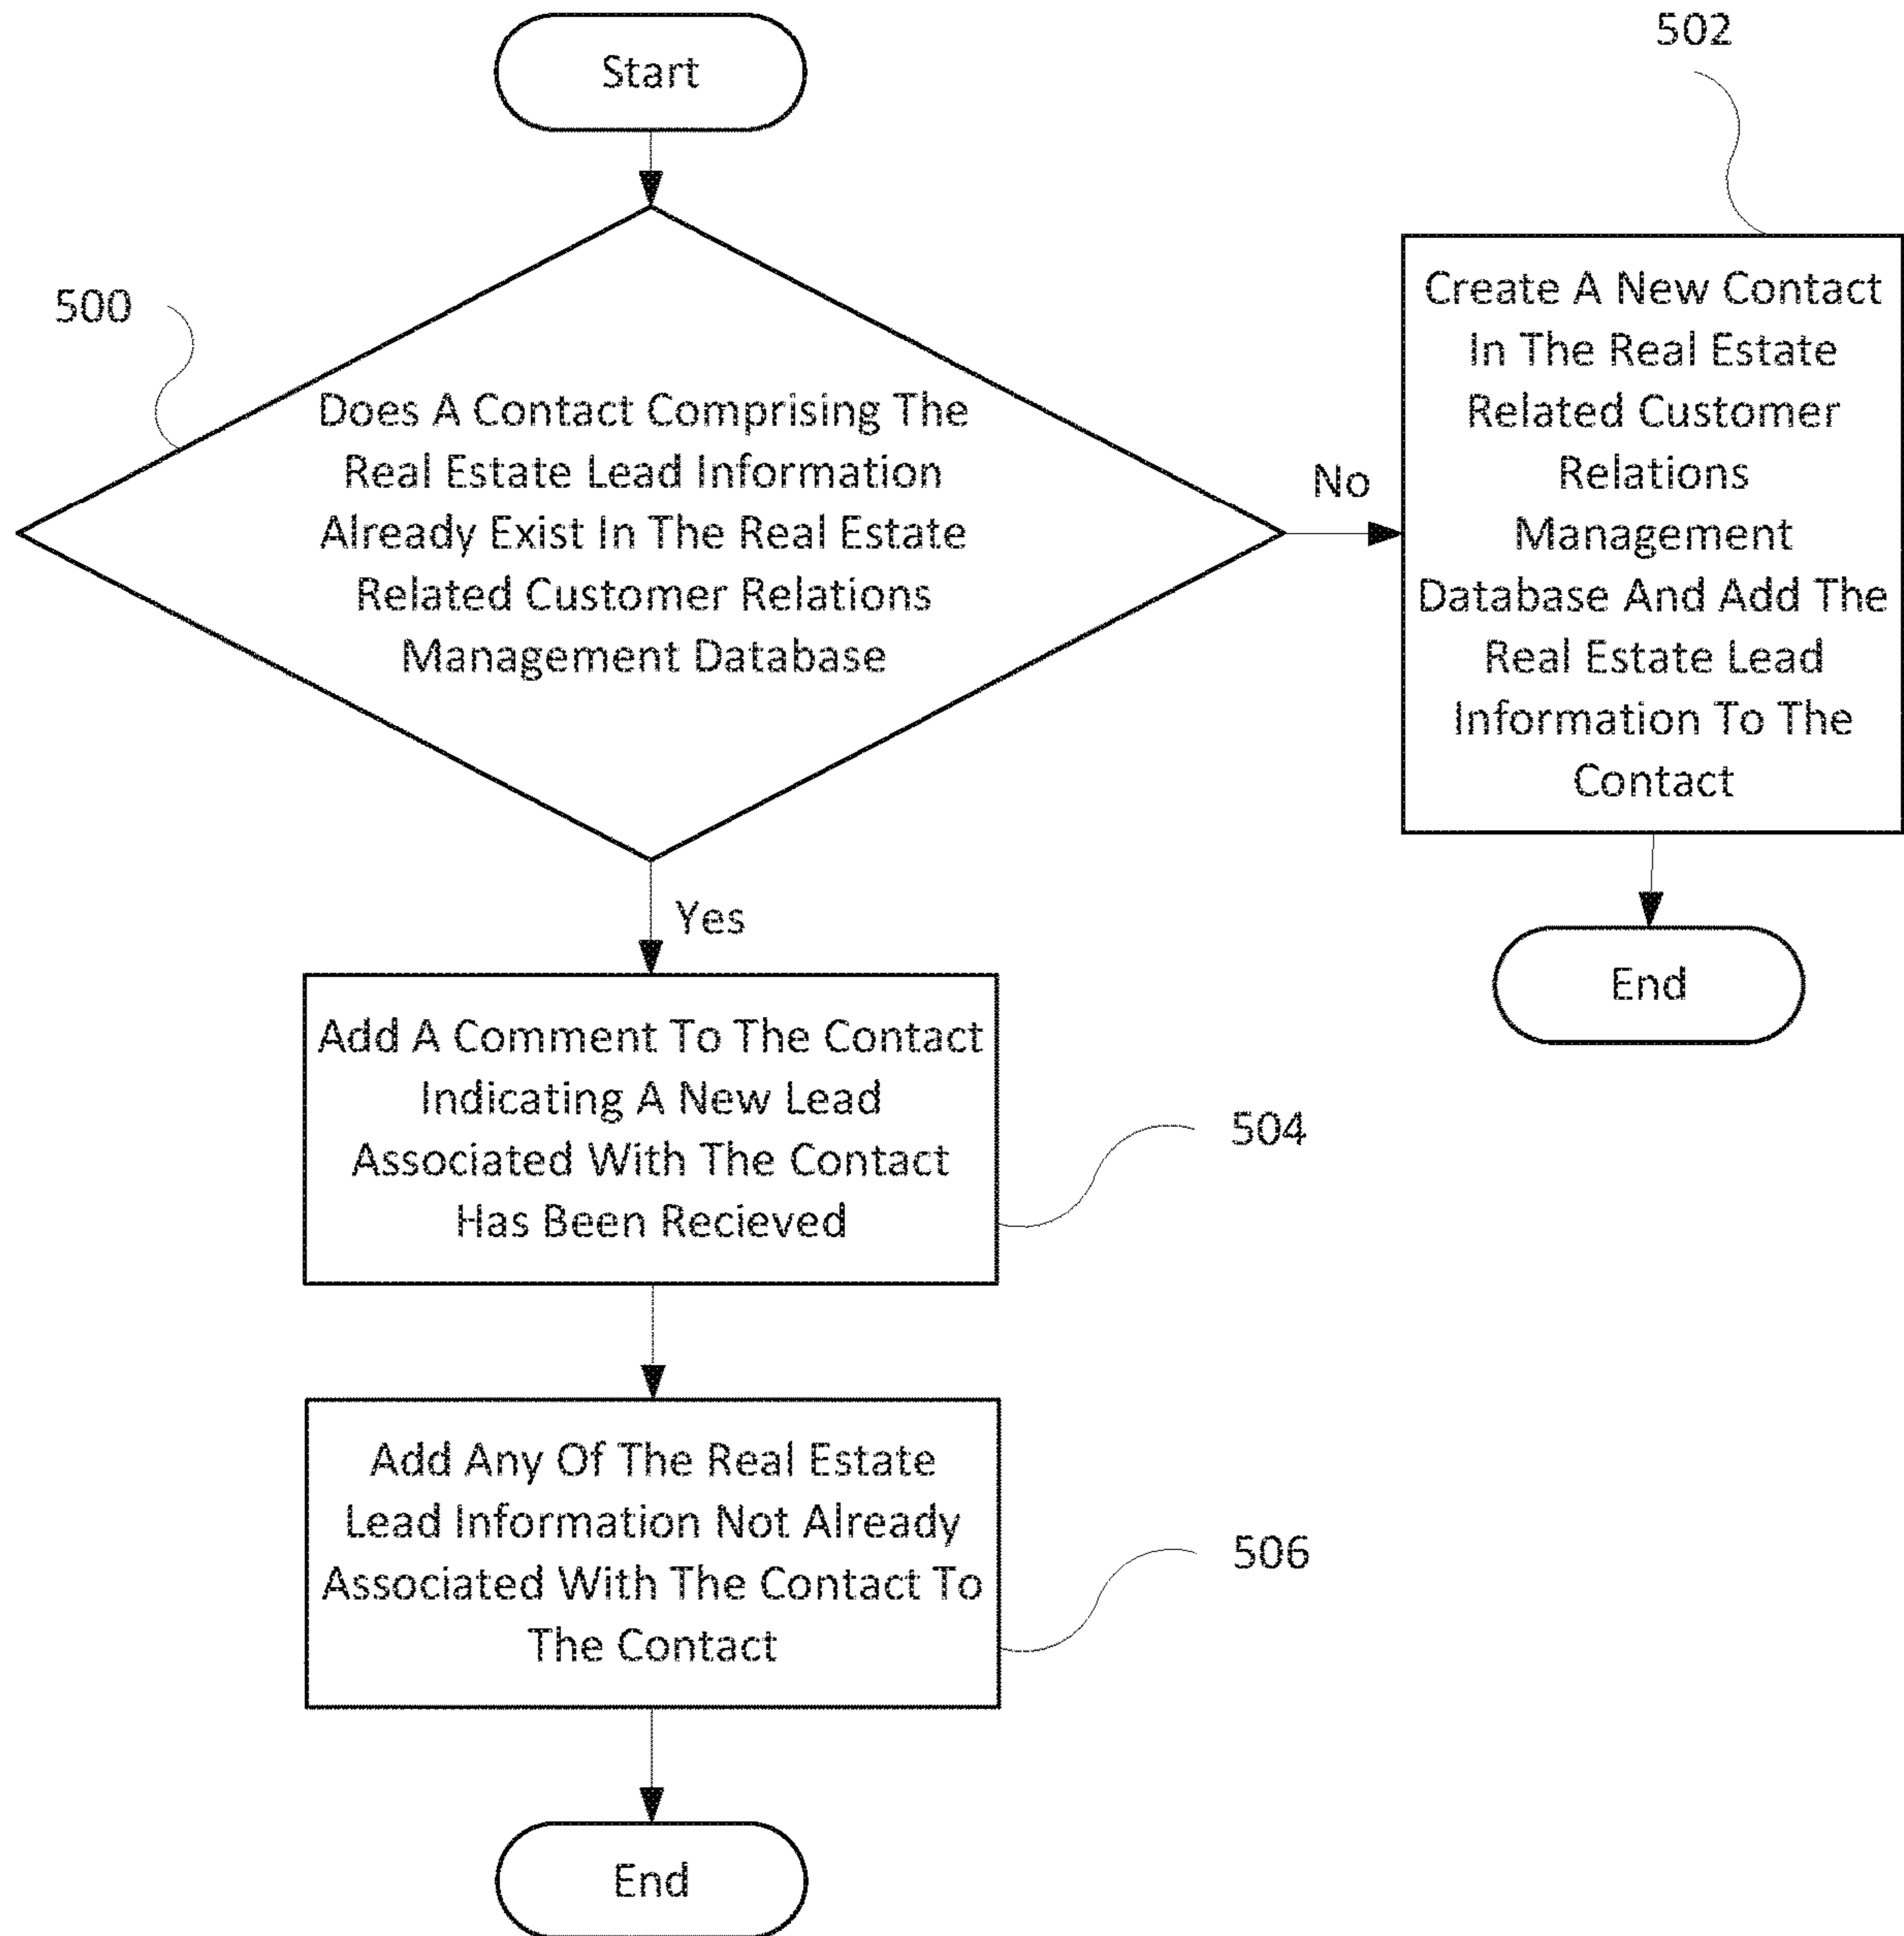 Start
502
500
Does A Contact Comprising The
Real Estate Lead Information
Already Exist In The Real Estate
Related Customer Relations
Management Database
No
Create A New Contact
In The Real Estate
Related Customer
Relations
Management
Database And Add The
Real Estate Lead
Information To The
Contact
End
Yes
Add A Comment To The Contact
Indicating A New Lead
Associated With The Contact
Has Been Recieved
504
Add Any Of The Real Estate
Lead Information Not Already
Associated With The Contact To
The Contact
506
End